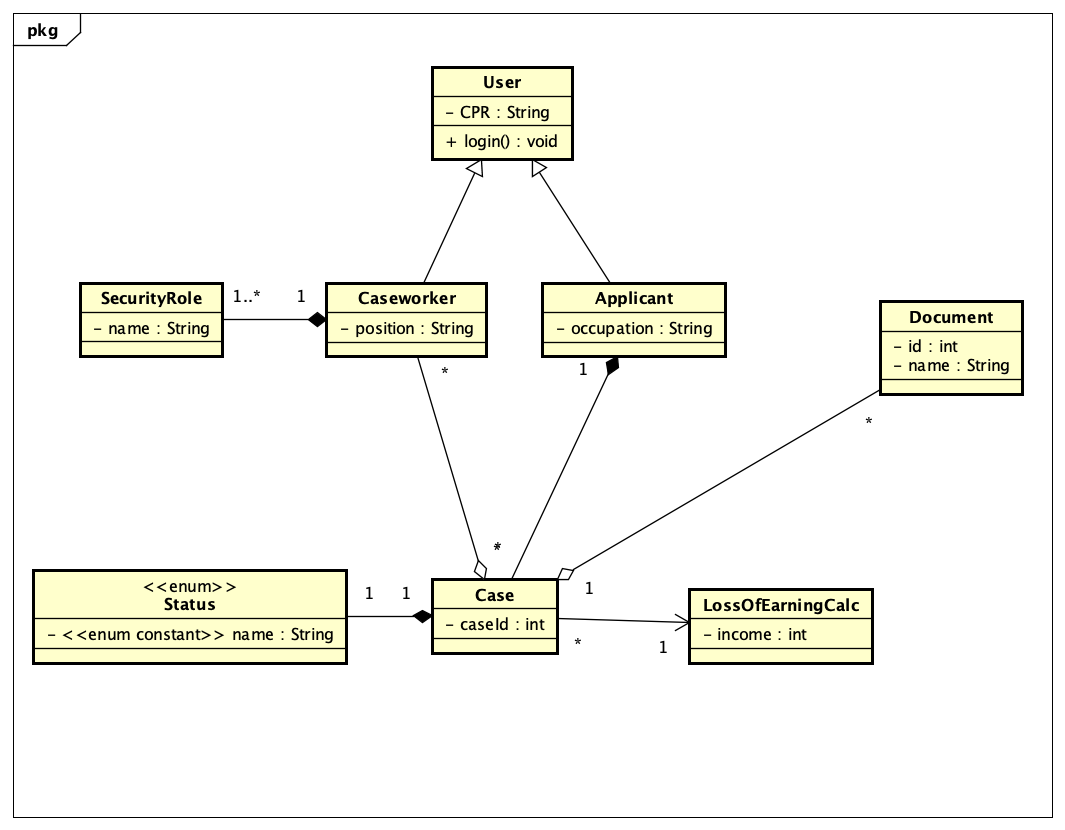 pkg
User
- CPR : String
+ login() : void
SecurityRole
- name : String
1..*
1
Caseworker
- position : String
*
Applicant
- occupation : String
1
Document
- id : int
- name : String
*
<<enum>>
Status
- <<enum constant>> name : String
1
1
*
Case
- caseId : int
1
*
1
LossOfEarningCalc
- income : int